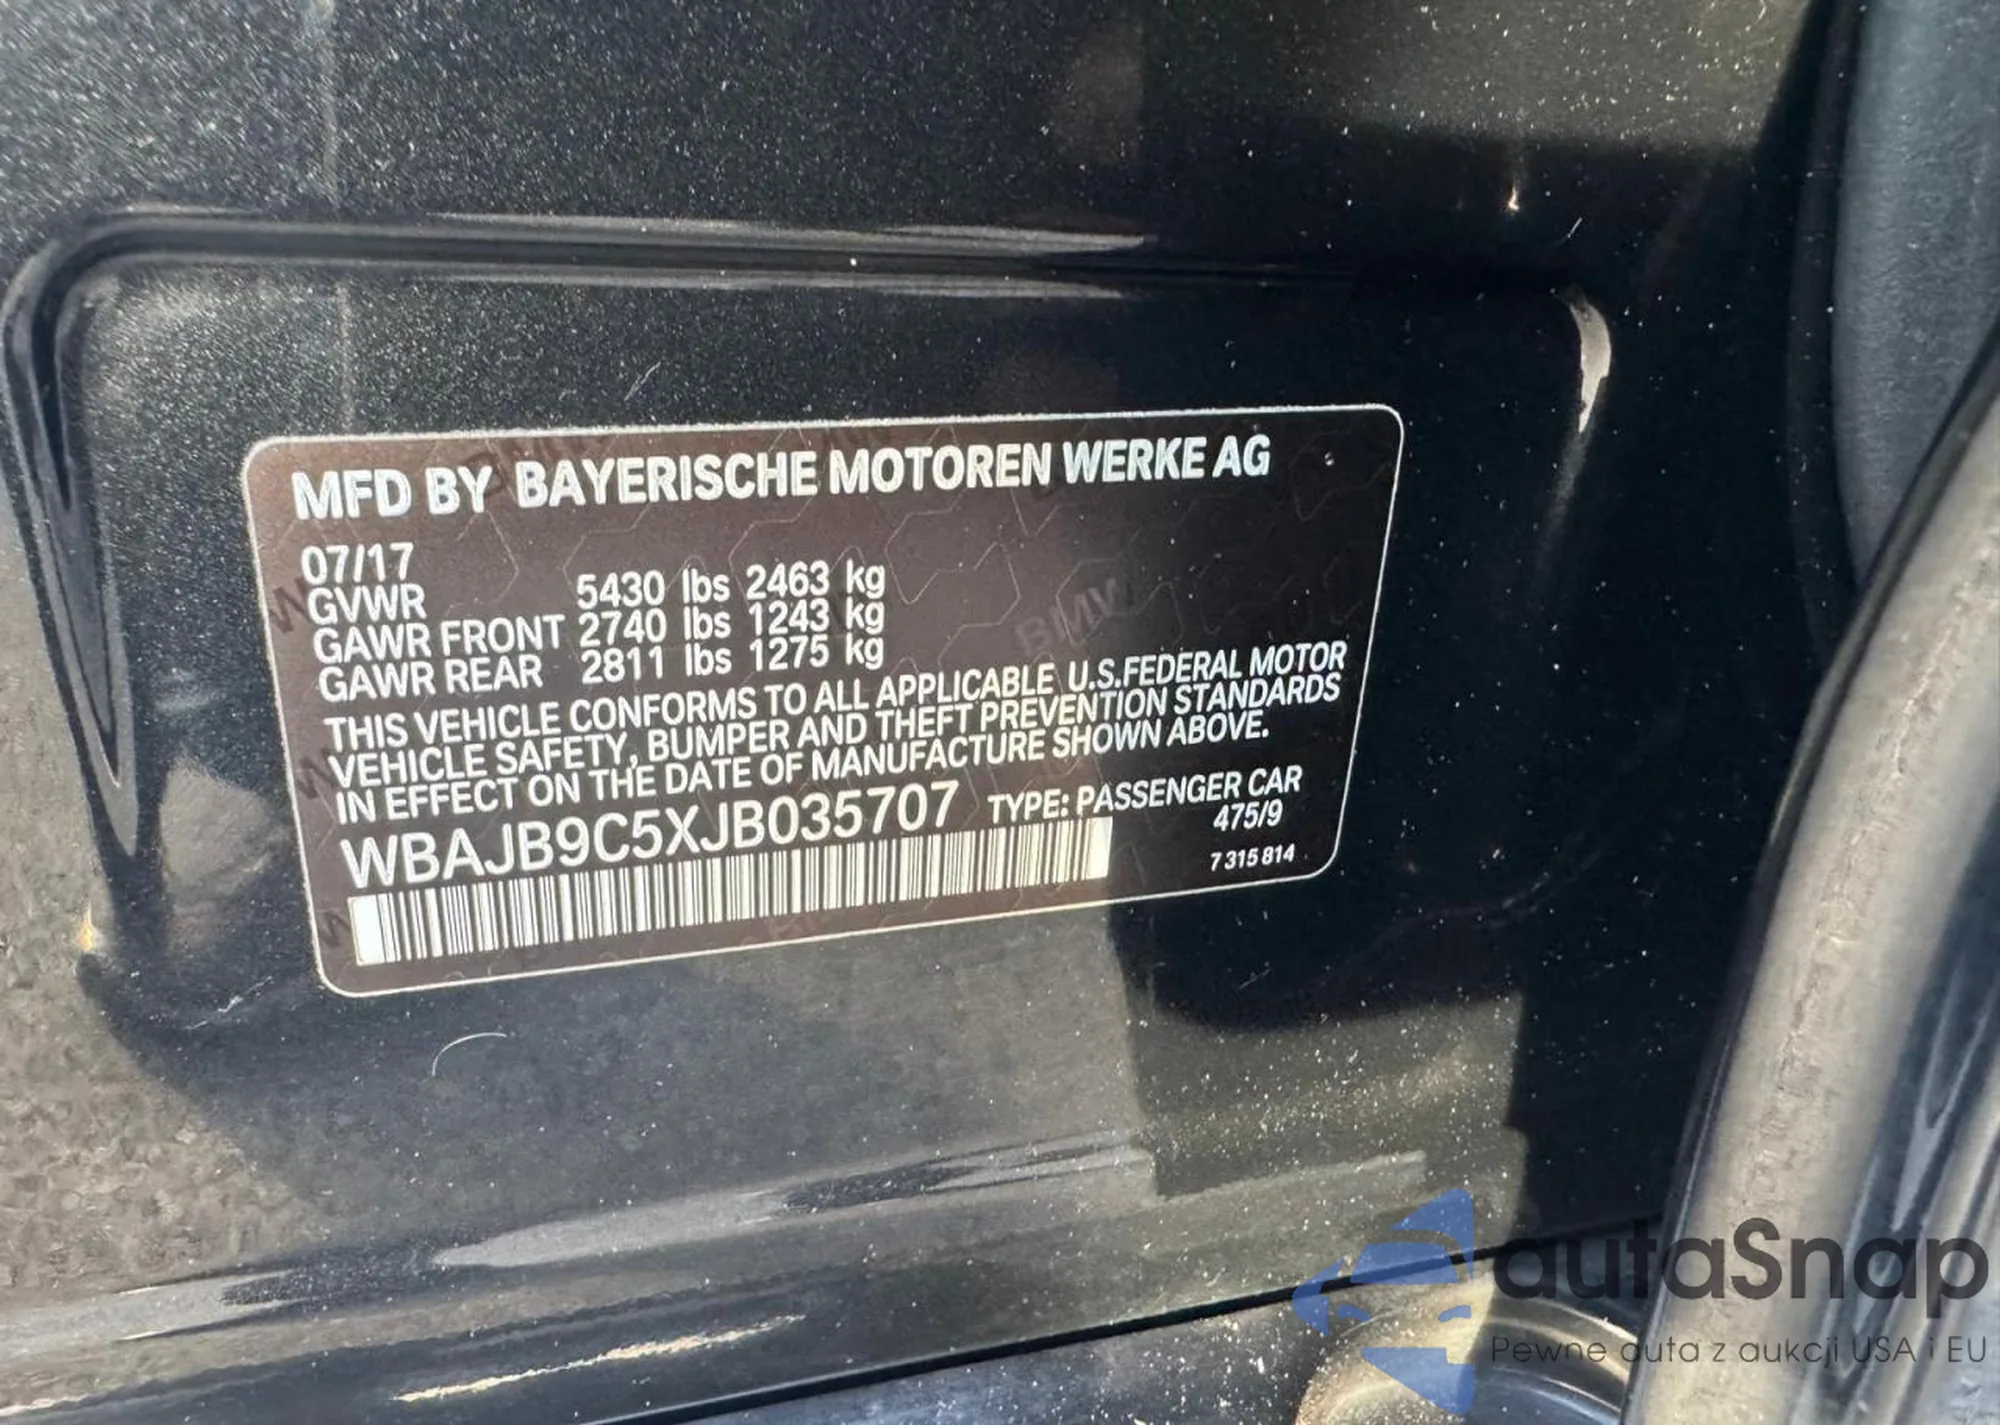 MFD BY BAYERISCHE MOTOREN WERKE AG
07/17
GVWR 5430 lbs 2463 kg
GAWR FRONT 2740 lbs 1243 kg
GAWR REAR 2811 lbs 1275 kg
THIS VEHICLE CONFORMS TO ALL APPLICABLE U.S.FEDERAL MOTOR
VEHICLE SAFETY, BUMPER AND THEFT PREVENTION STANDARDS
IN EFFECT ON THE DATE OF MANUFACTURE SHOWN ABOVE.
WBAJB9C5XJB035707 TYPE: PASSENGER CAR
475/9
7 315 814
BMW
autaSnap
Pewne auta z aukcji USA i EU